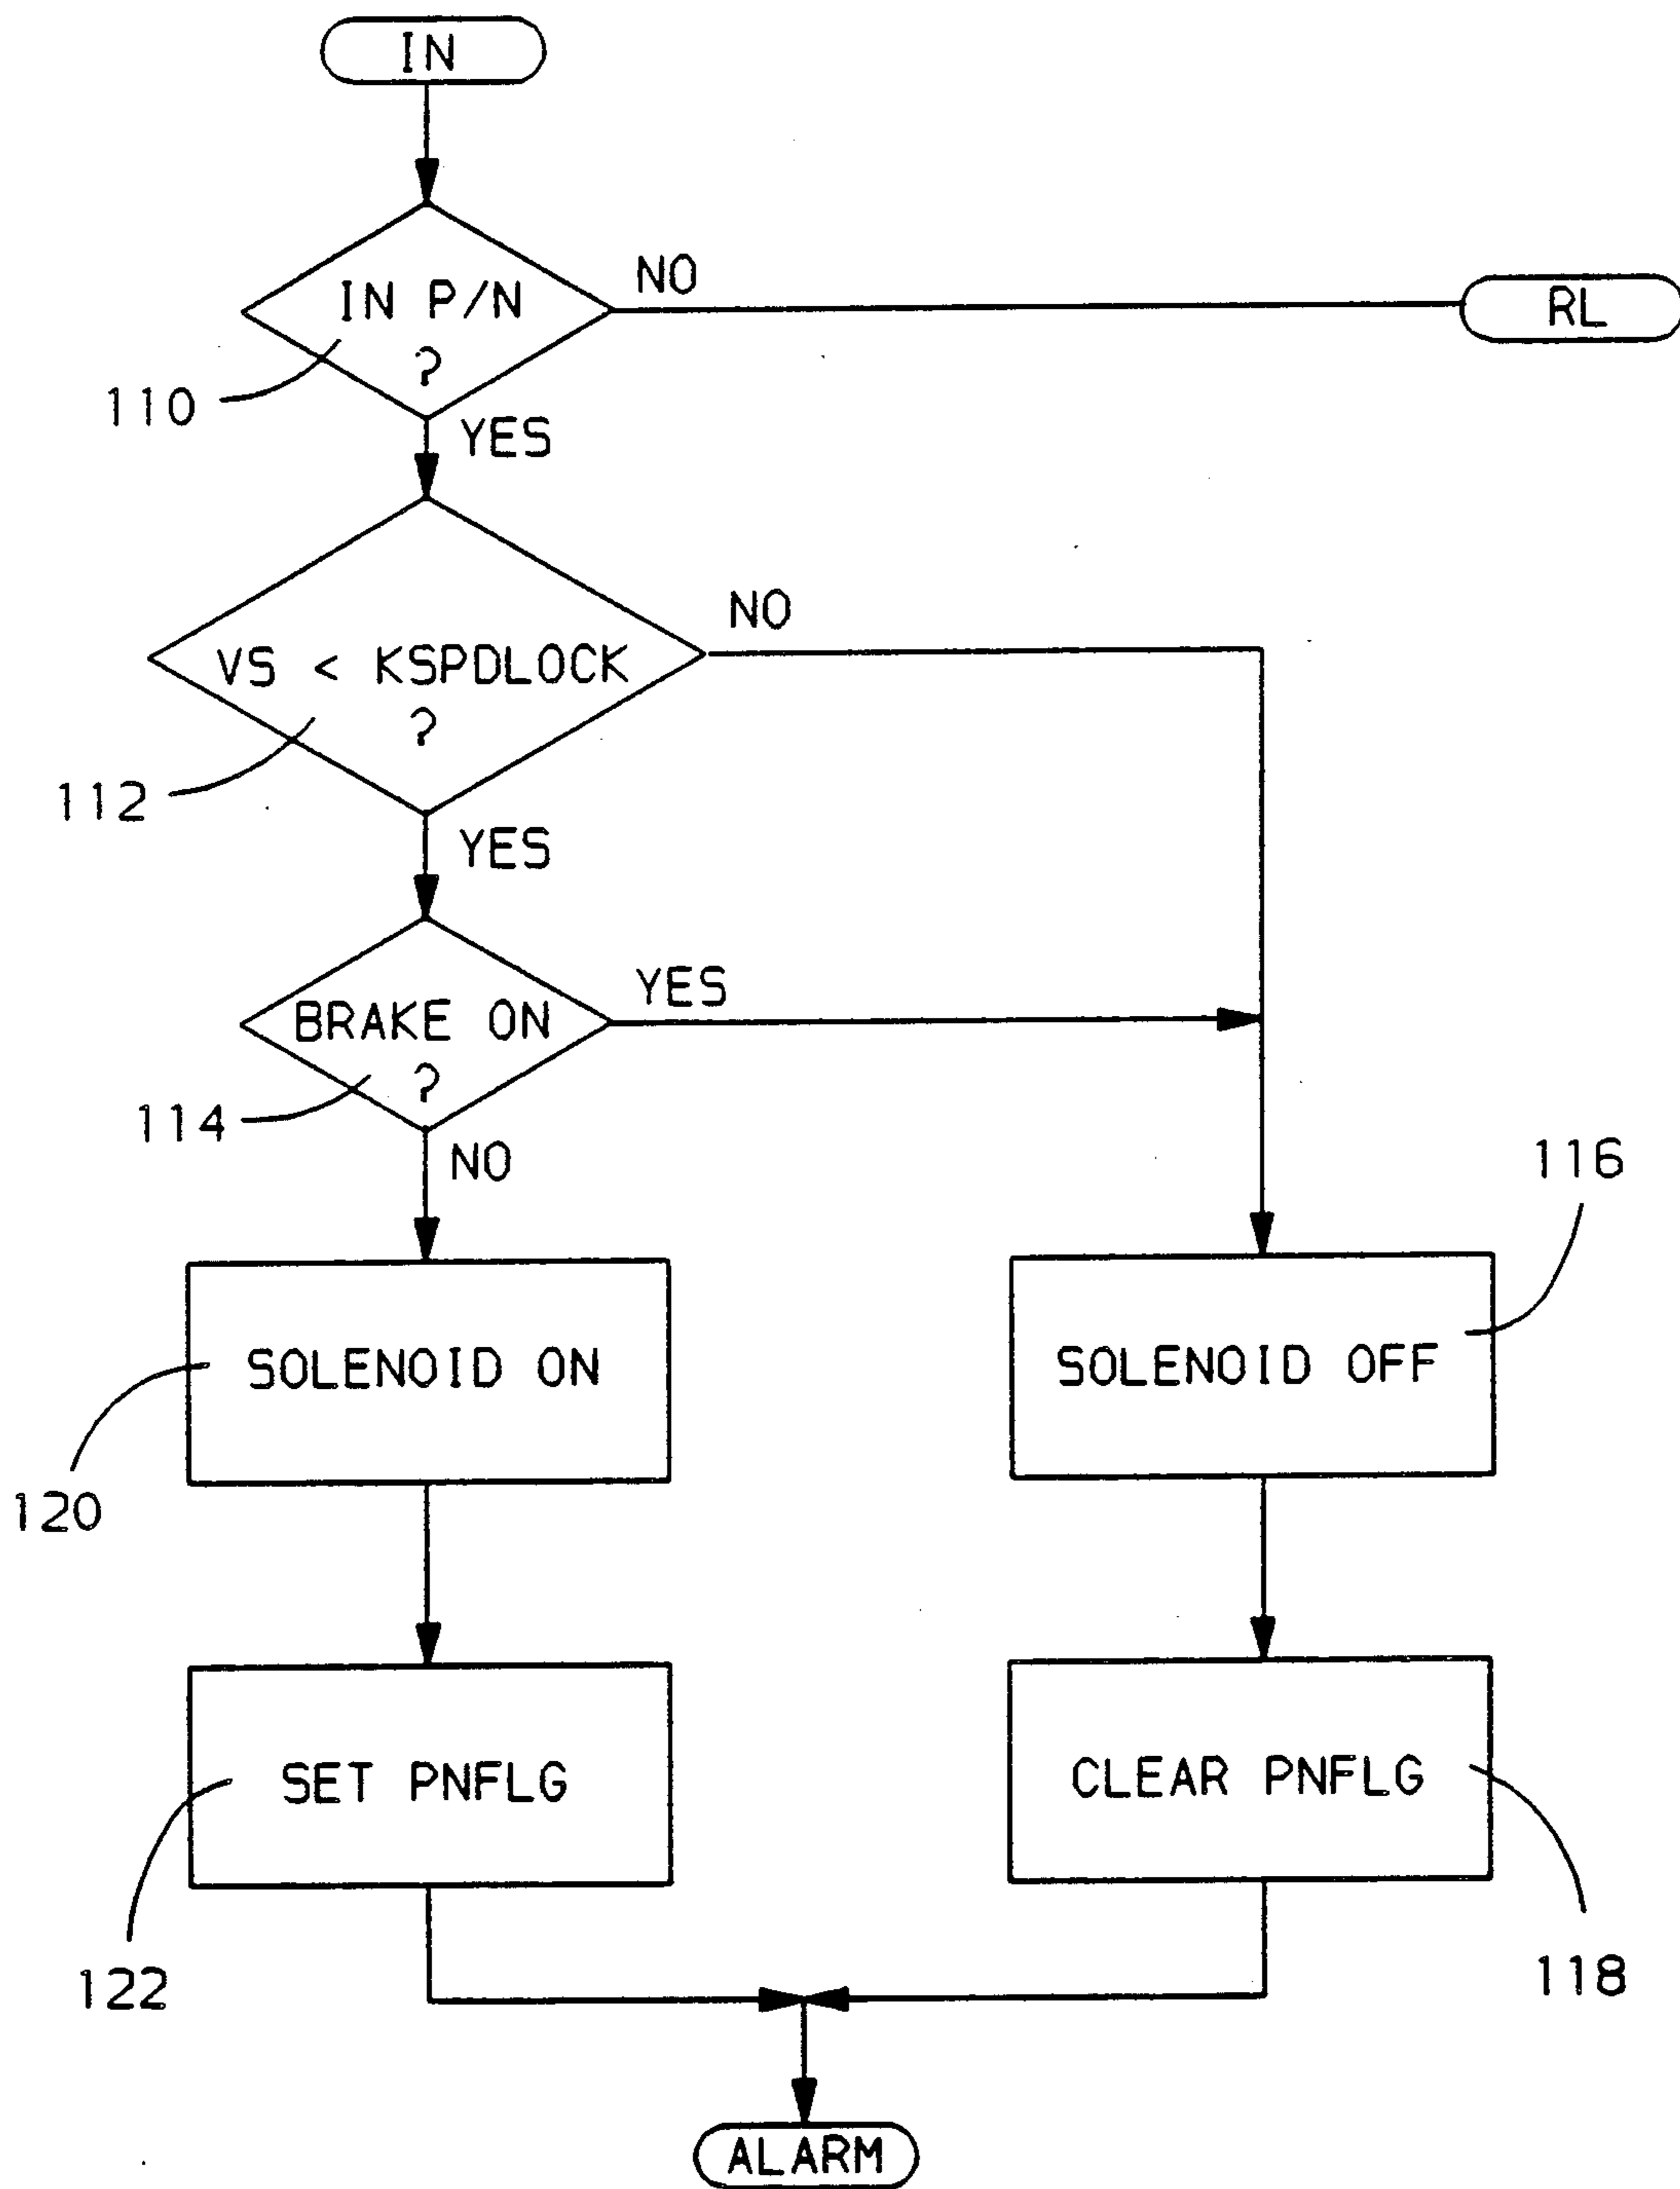 IN
IN P/N
?
NO
RL
110
YES
VS < KSPDLOCK
?
NO
112
YES
BRAKE ON
?
YES
114
NO
116
SOLENOID ON
SOLENOID OFF
120
SET PNFLG
CLEAR PNFLG
122
118
ALARM